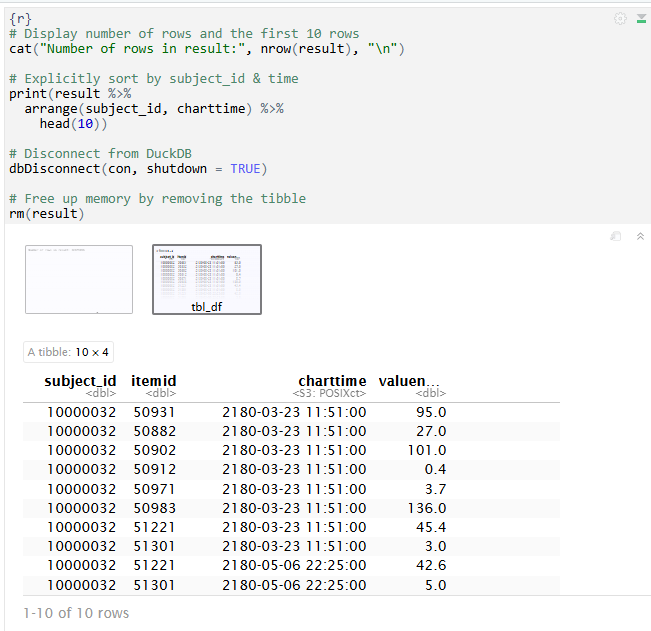 {r}
# Display number of rows and the first 10 rows
cat("Number of rows in result:", nrow(result), "\n")
# Explicitly sort by subject_id & time
print(result %>%
  arrange(subject_id, charttime) %>%
    head(10))
# Disconnect from DuckDB
dbDisconnect(con, shutdown = TRUE)
# Free up memory by removing the tibble
rm(result)
tbl_df
A tibble: 10 × 4
subject_id itemid charttime valuen...
<dbl> <dbl> <S3: POSIXct> <dbl>
10000032 50931 2180-03-23 11:51:00 95.0
10000032 50882 2180-03-23 11:51:00 27.0
10000032 50902 2180-03-23 11:51:00 101.0
10000032 50912 2180-03-23 11:51:00 0.4
10000032 50971 2180-03-23 11:51:00 3.7
10000032 50983 2180-03-23 11:51:00 136.0
10000032 51221 2180-03-23 11:51:00 45.4
10000032 51301 2180-03-23 11:51:00 3.0
10000032 51221 2180-05-06 22:25:00 42.6
10000032 51301 2180-05-06 22:25:00 5.0
1-10 of 10 rows